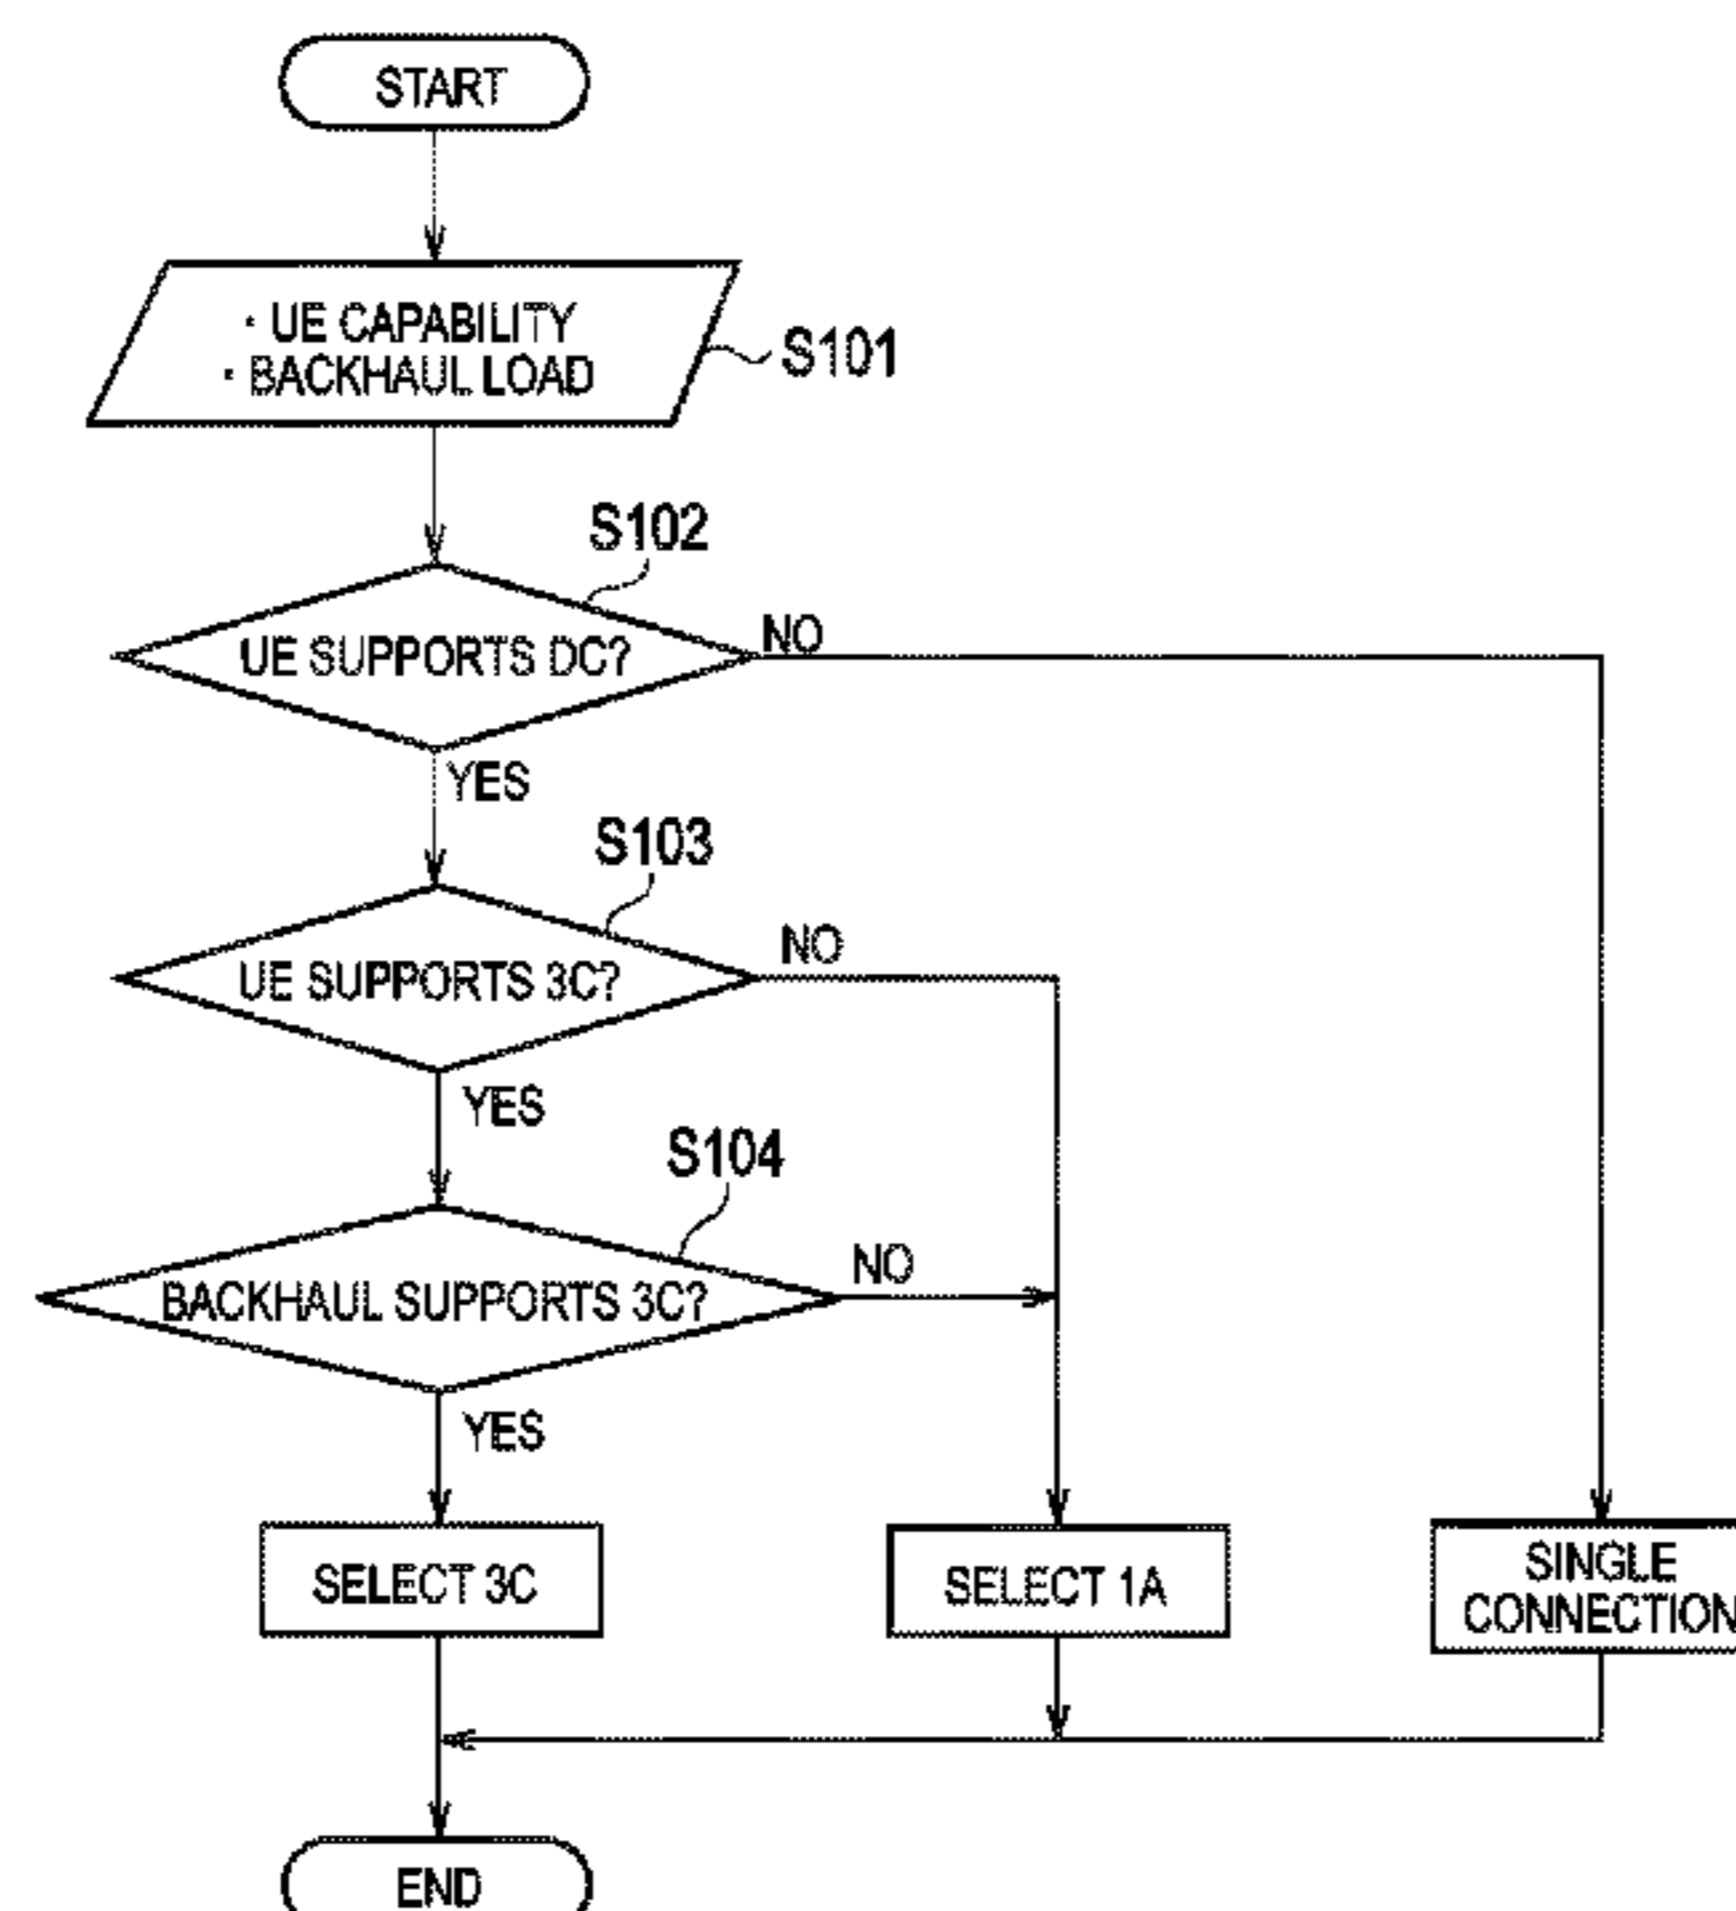 START
· UE CAPABILITY
· BACKHAUL LOAD
S101
S102
UE SUPPORTS DC?
NO
YES
S103
UE SUPPORTS 3C?
NO
YES
S104
BACKHAUL SUPPORTS 3C?
NO
YES
SELECT 3C
SELECT 1A
SINGLE
CONNECTION
END